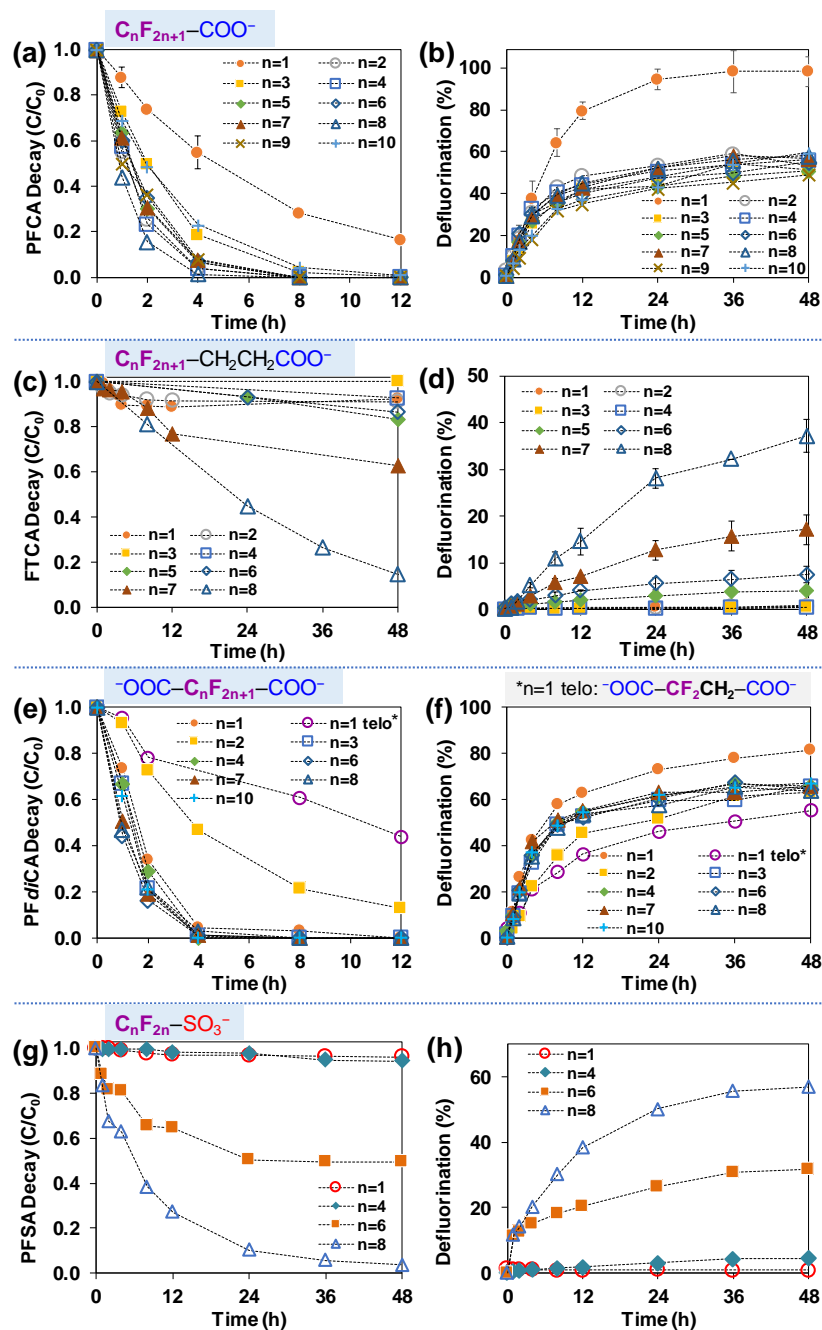 (a)
CnF2n+1–COO⁻
PFCA Decay (C/C0)
1.0
0.8
0.6
0.4
0.2
0.0
n=1 n=2
n=3 n=4
n=5 n=6
n=7 n=8
n=9 n=10
0 2 4 6 8 10 12
Time (h)
(b)
Defluorination (%)
100
80
60
40
20
0
n=1 n=2
n=3 n=4
n=5 n=6
n=7 n=8
n=9 n=10
0 12 24 36 48
Time (h)
CnF2n+1–CH2CH2COO⁻
(c)
FTCA Decay (C/C0)
1.0
0.8
0.6
0.4
0.2
0.0
n=1 n=2
n=3 n=4
n=5 n=6
n=7 n=8
0 12 24 36 48
Time (h)
(d)
Defluorination (%)
50
40
30
20
10
0
n=1 n=2
n=3 n=4
n=5 n=6
n=7 n=8
0 12 24 36 48
Time (h)
⁻OOC–CnF2n+1–COO⁻
(e)
PFdiCA Decay (C/C0)
1.0
0.8
0.6
0.4
0.2
0.0
n=1 n=1 telo*
n=2 n=3
n=4 n=6
n=7 n=8
n=10
0 2 4 6 8 10 12
Time (h)
*n=1 telo: ⁻OOC–CF2CH2–COO⁻
(f)
Defluorination (%)
100
80
60
40
20
0
n=1 n=1 telo*
n=2 n=3
n=4 n=6
n=7 n=8
n=10
0 12 24 36 48
Time (h)
CnF2n–SO3⁻
(g)
PFSA Decay (C/C0)
1.0
0.8
0.6
0.4
0.2
0.0
n=1
n=4
n=6
n=8
0 12 24 36 48
Time (h)
(h)
Defluorination (%)
60
40
20
0
n=1
n=4
n=6
n=8
0 12 24 36 48
Time (h)